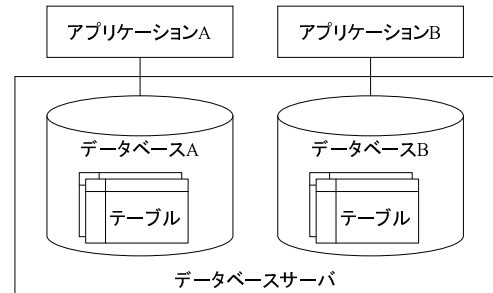 アプリケーションA
アプリケーションB
データベースA
データベースB
テーブル
テーブル
データベースサーバ